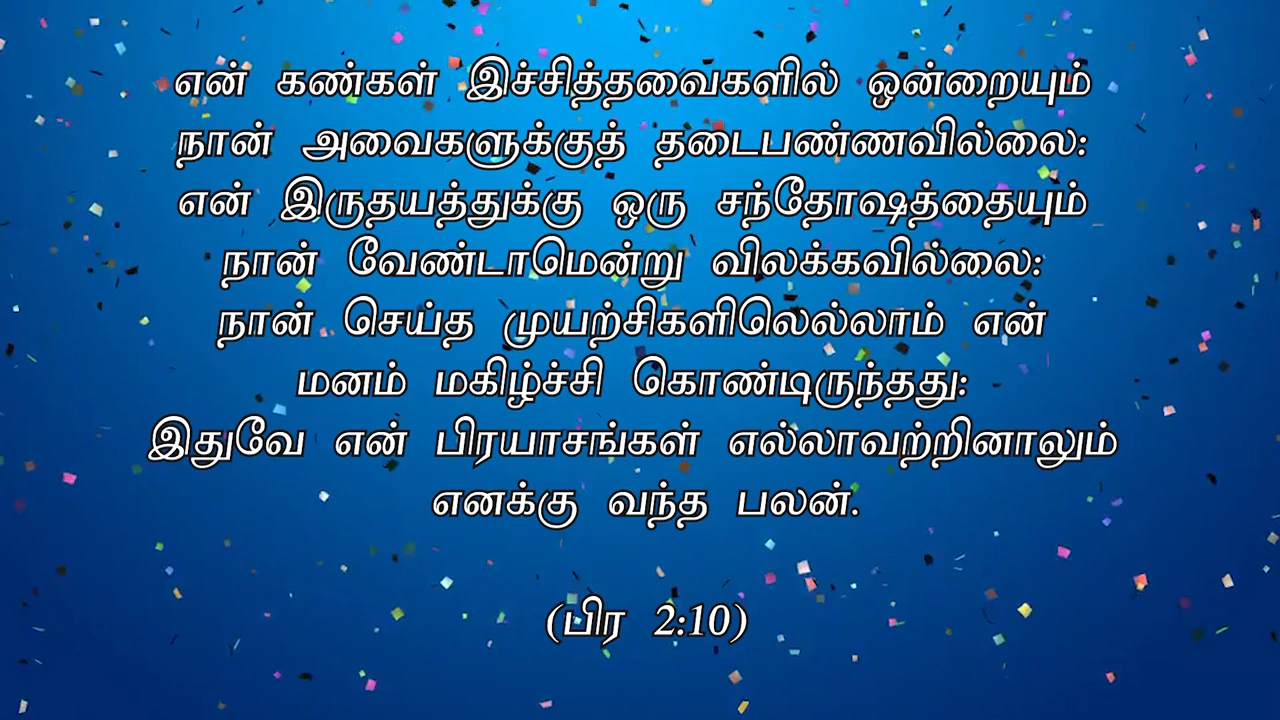 என் கண்கள் இச்சித்தவைகளில் ஒன்றையும்
நான் அவைகளுக்குத் தடைபண்ணவில்லை:
என் இருதயத்துக்கு ஒரு சந்தோஷத்தையும்
நான் வேண்டாமென்று விலக்கவில்லை:
நான் செய்த முயற்சிகளிலெல்லாம் என்
மனம் மகிழ்ச்சி கொண்டிருந்தது:
இதுவே என் பிரயாசங்கள் எல்லாவற்றினாலும்
எனக்கு வந்த பலன்.
(பிர 2:10)